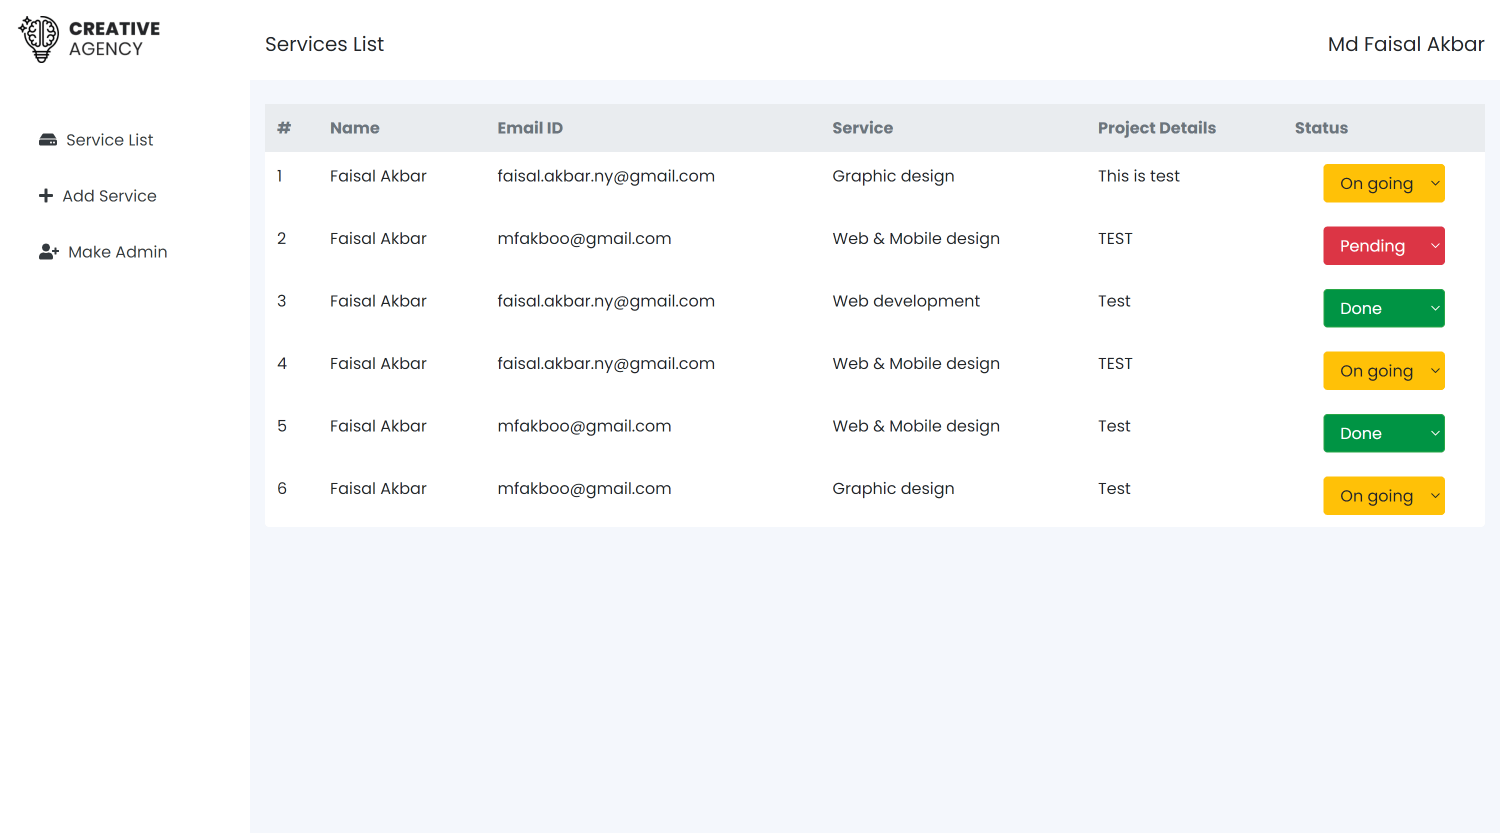 CREATIVE
AGENCY
Services List
Md Faisal Akbar
Service List
Add Service
Make Admin
# Name Email ID Service Project Details Status
1 Faisal Akbar faisal.akbar.ny@gmail.com Graphic design This is test On going
2 Faisal Akbar mfakboo@gmail.com Web & Mobile design TEST Pending
3 Faisal Akbar faisal.akbar.ny@gmail.com Web development Test Done
4 Faisal Akbar faisal.akbar.ny@gmail.com Web & Mobile design TEST On going
5 Faisal Akbar mfakboo@gmail.com Web & Mobile design Test Done
6 Faisal Akbar mfakboo@gmail.com Graphic design Test On going